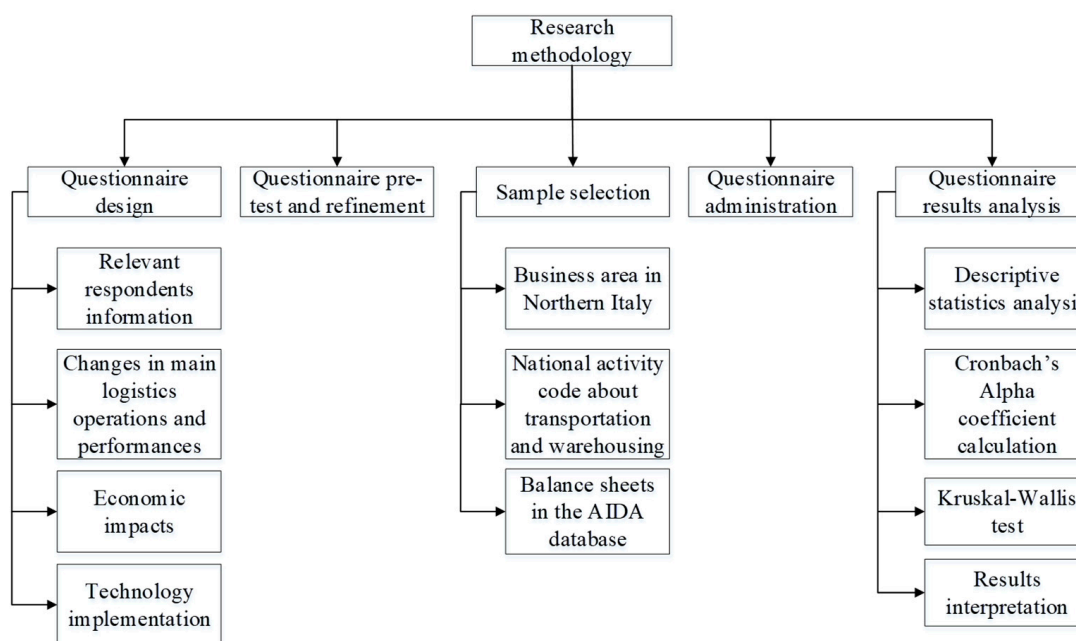 Research
methodology
Questionnaire
design
Questionnaire pre-
test and refinement
Sample selection
Questionnaire
administration
Questionnaire
results analysis
Relevant
respondents
information
Changes in main
logistics
operations and
performances
Economic
impacts
Technology
implementation
Business area in
Northern Italy
National activity
code about
transportation
and warehousing
Balance sheets
in the AIDA
database
Descriptive
statistics analysis
Cronbach’s
Alpha
coefficient
calculation
Kruskal-Wallis
test
Results
interpretation